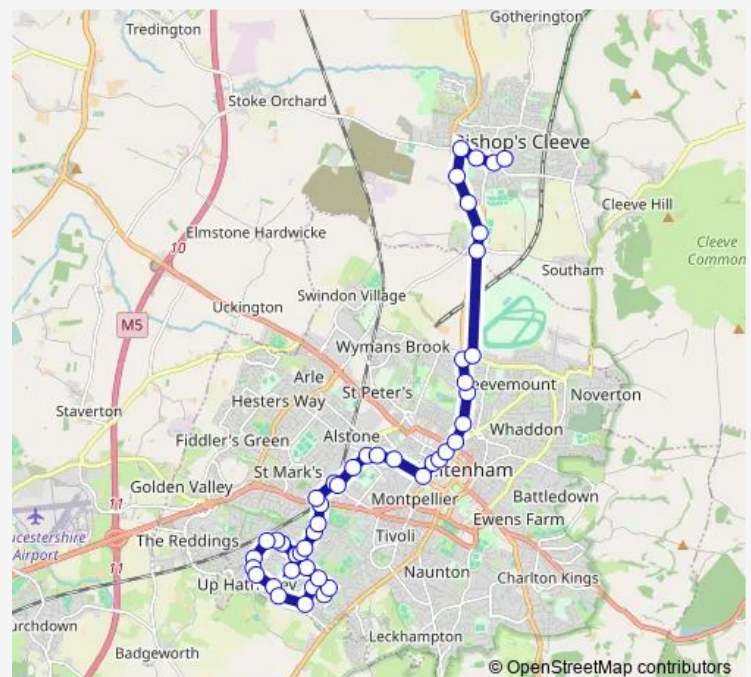 Gotherington
Tredington
Stoke Orchard
Bishop's Cleeve
Cleeve Hill
Elmstone Hardwicke
10
Cleeve
Common
Southam
Swindon Village
Uckington
M5
Wymans Brook
Arle
St Peter's
Hesters Way
Noverton
Staverton
Whaddon
Fiddler's Green
Alstone
St Mark's
Golden Valley
Montpellier
Battledown
11
Ewens Farm
Airport
The Reddings
Tivoli
11
Naunton
Charlton Kings
Up
Leckhampton
Badgeworth
© OpenStreetMap contributors